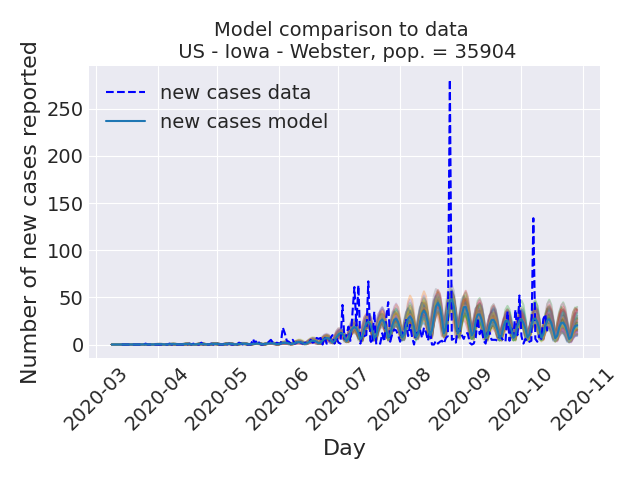 Model comparison to data
US - Iowa - Webster, pop. = 35904
Number of new cases reported
250
200
150
100
50
0
new cases data
new cases model
2020-03
2020-04
2020-05
2020-06
2020-07
2020-08
2020-09
2020-10
2020-11
Day